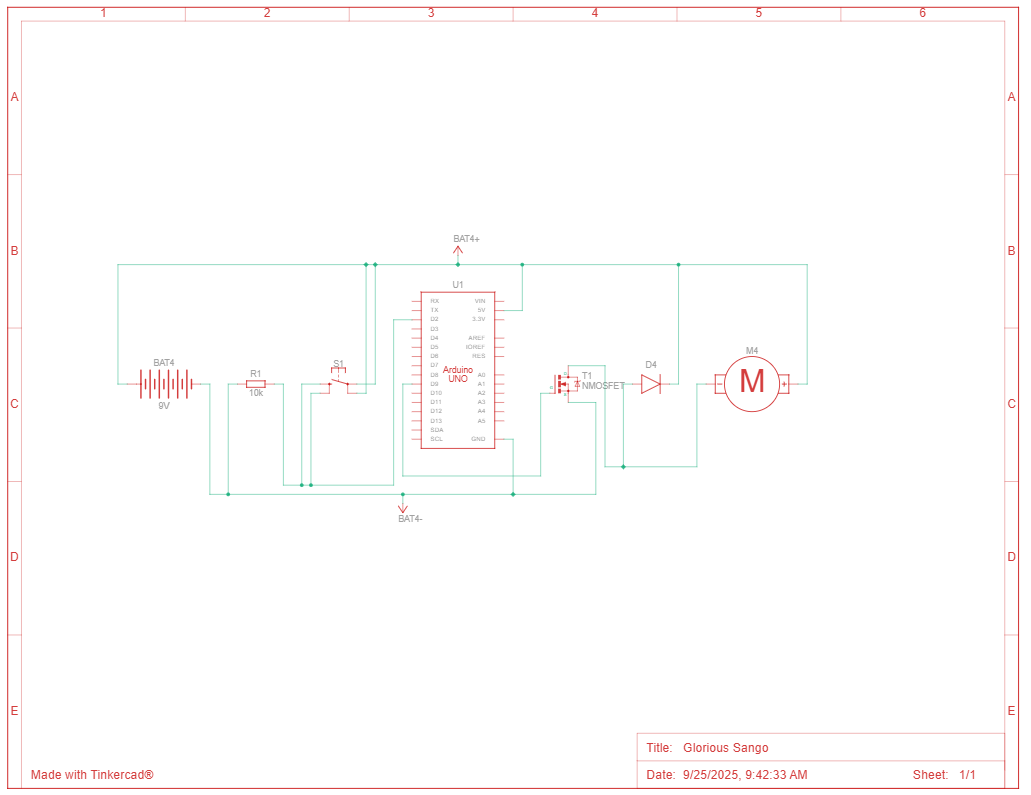 1 2 3 4 5 6
A A
BAT4+
B B
U1
RX VIN
TX 5V
D2 3.3V
D3
D4 AREF
D5 IOREF
D6 RES
D7
D8 A0
D9 A1
D10 A2
D11 A3
D12 A4
D13 A5
SDA
SCL GND
Arduino
UNO
BAT4
9V
R1
10k
S1
T1
NMOSFET
D4
M4
M
- +
C C
BAT4-
D D
E E
Title: Glorious Sango
Made with Tinkercad®
Date: 9/25/2025, 9:42:33 AM Sheet: 1/1